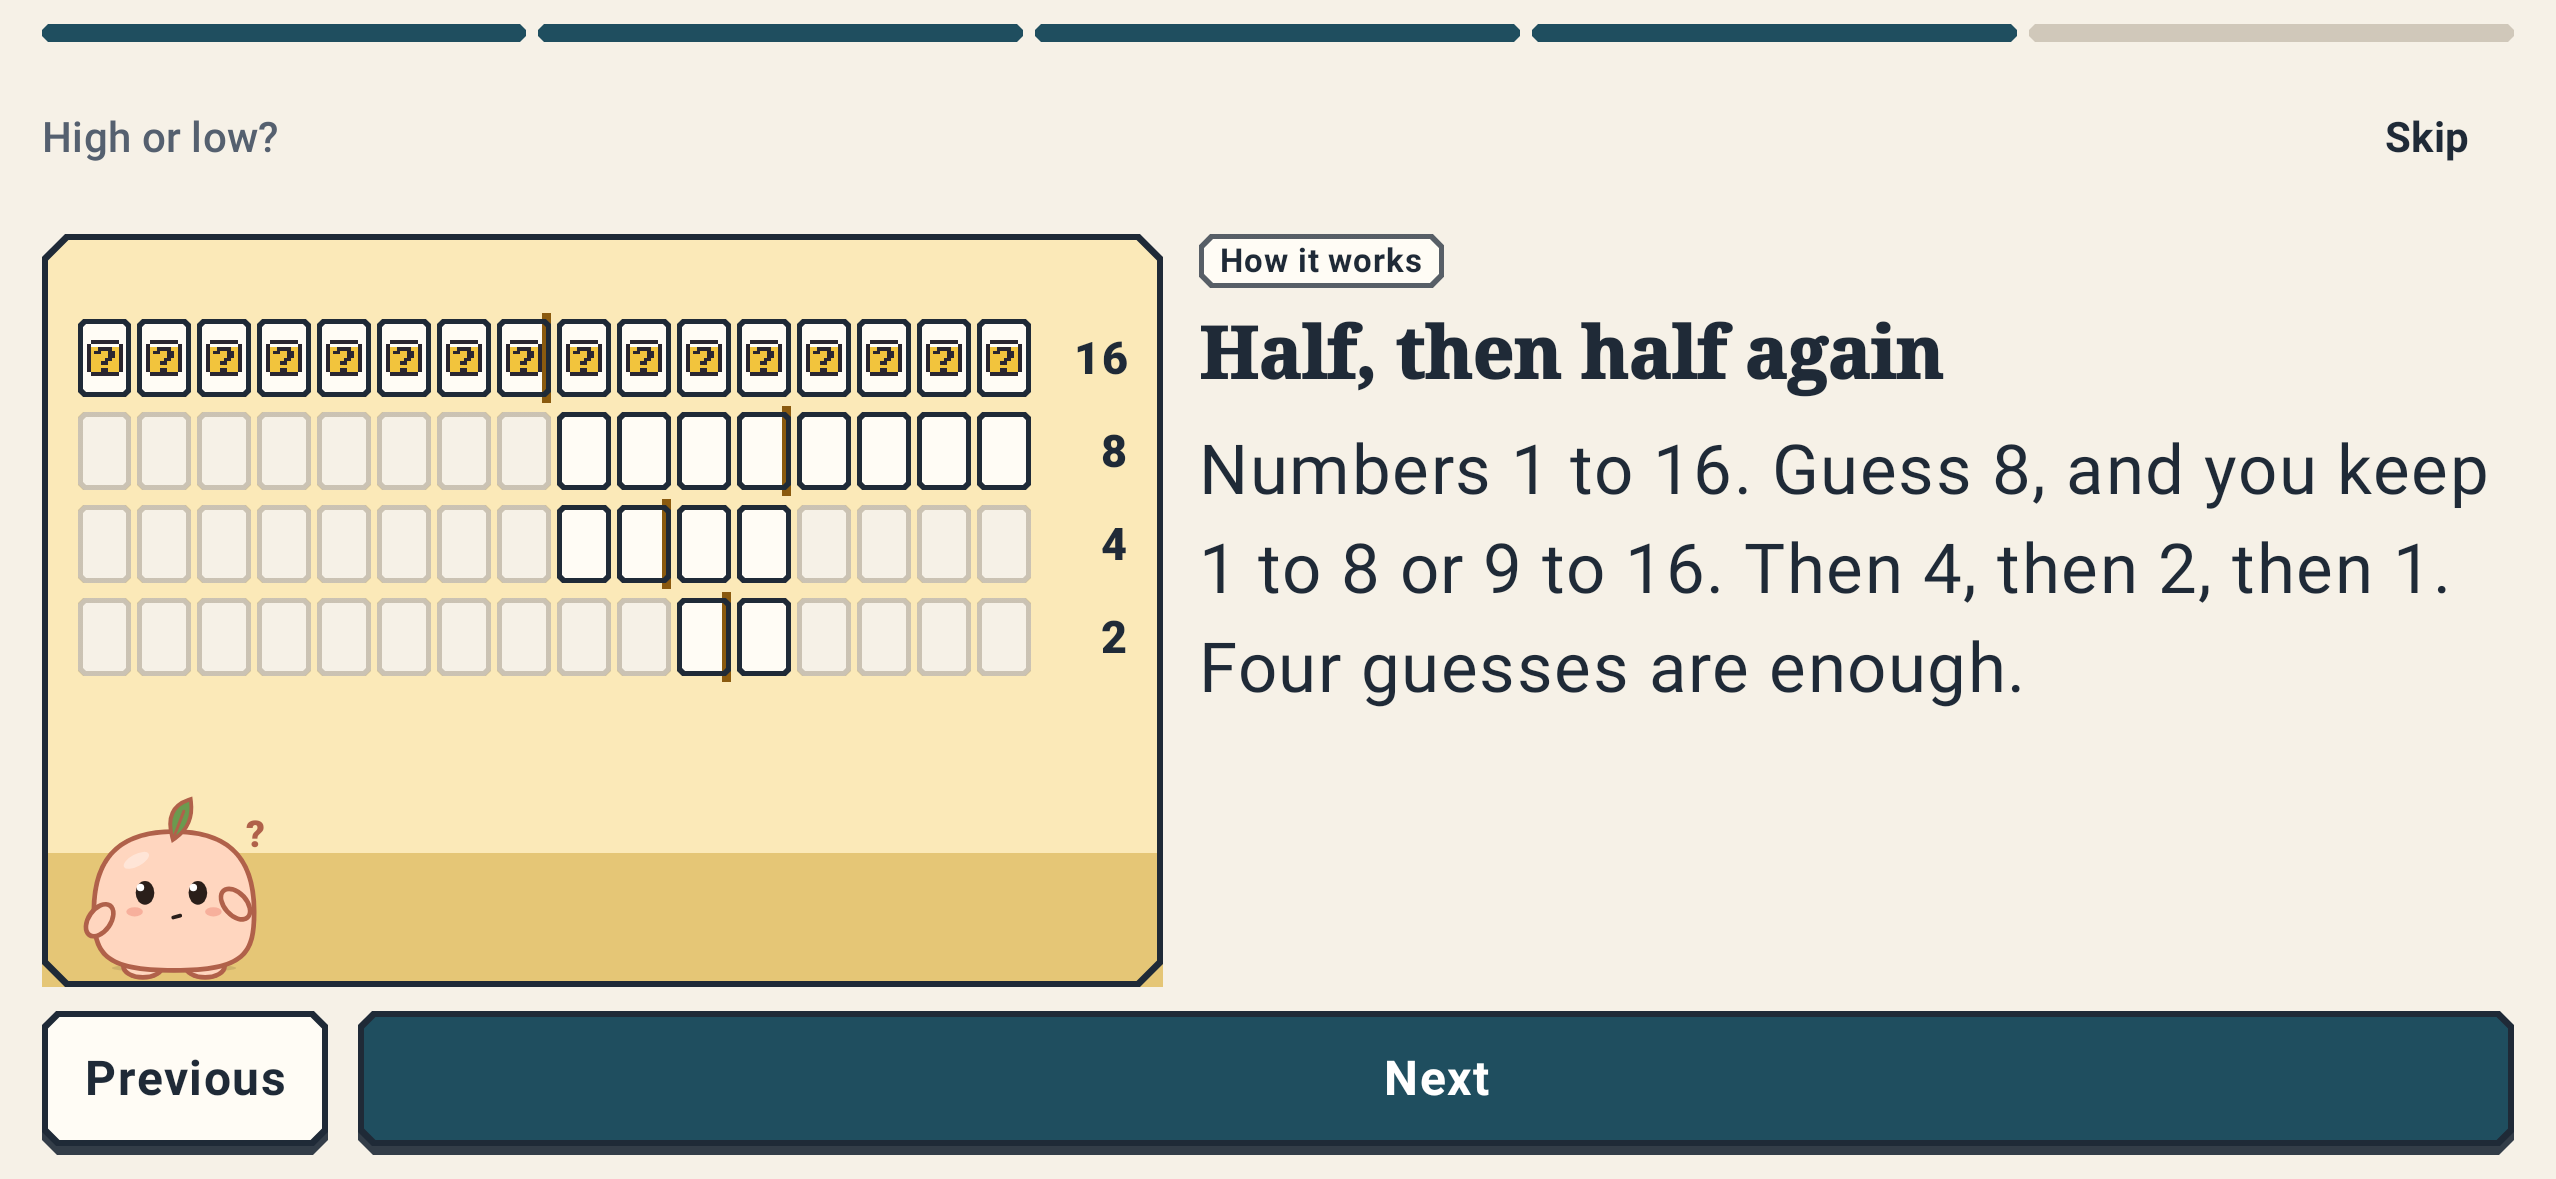 High or low?
Skip
? ? ? ? ? ? ? ? ? ? ? ? ? ? ? ? 16
8
4
2
?
How it works
Half, then half again
Numbers 1 to 16. Guess 8, and you keep
1 to 8 or 9 to 16. Then 4, then 2, then 1.
Four guesses are enough.
Previous
Next